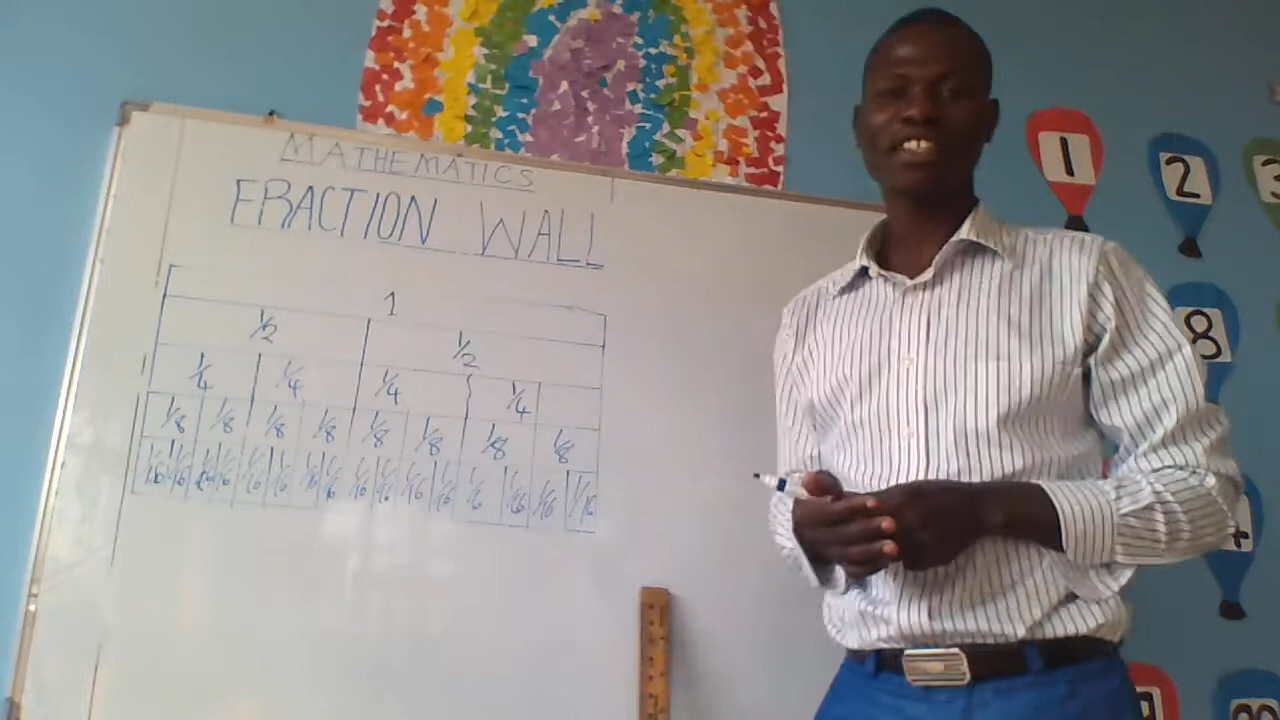 MATHEMATICS
FRACTION WALL
1
1/2 1/2
1/4 1/4 1/4 1/4
1/8 1/8 1/8 1/8 1/8 1/8 1/8 1/8
1/16 1/16 1/16 1/16 1/16 1/16 1/16 1/16 1/16 1/16 1/16 1/16 1/16 1/16 1/16 1/16
1 2 3
8